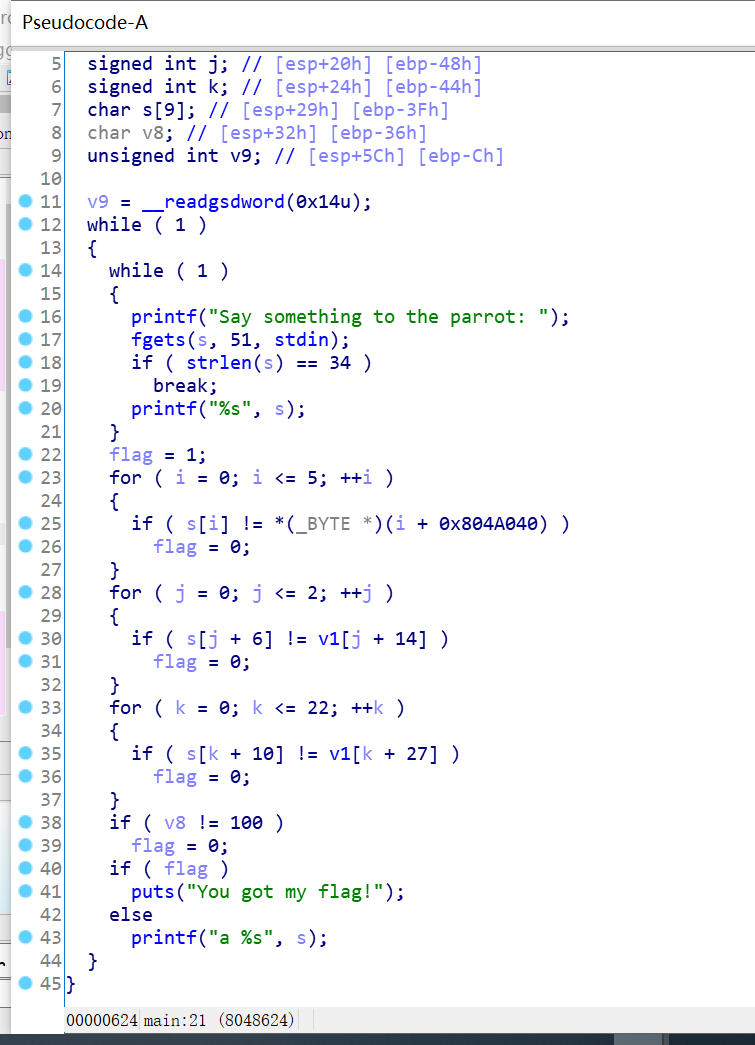 Pseudocode-A
5 signed int j; // [esp+20h] [ebp-48h]
6 signed int k; // [esp+24h] [ebp-44h]
7 char s[9]; // [esp+29h] [ebp-3Fh]
8 char v8; // [esp+32h] [ebp-36h]
9 unsigned int v9; // [esp+5Ch] [ebp-Ch]
10
11 v9 = __readgsdword(0x14u);
12 while ( 1 )
13 {
14 while ( 1 )
15 {
16 printf("Say something to the parrot: ");
17 fgets(s, 51, stdin);
18 if ( strlen(s) == 34 )
19 break;
20 printf("%s", s);
21 }
22 flag = 1;
23 for ( i = 0; i <= 5; ++i )
24 {
25 if ( s[i] != *(_BYTE *)(i + 0x804A040) )
26 flag = 0;
27 }
28 for ( j = 0; j <= 2; ++j )
29 {
30 if ( s[j + 6] != v1[j + 14] )
31 flag = 0;
32 }
33 for ( k = 0; k <= 22; ++k )
34 {
35 if ( s[k + 10] != v1[k + 27] )
36 flag = 0;
37 }
38 if ( v8 != 100 )
39 flag = 0;
40 if ( flag )
41 puts("You got my flag!");
42 else
43 printf("a %s", s);
44 }
45 }
00000624 main:21 (8048624)